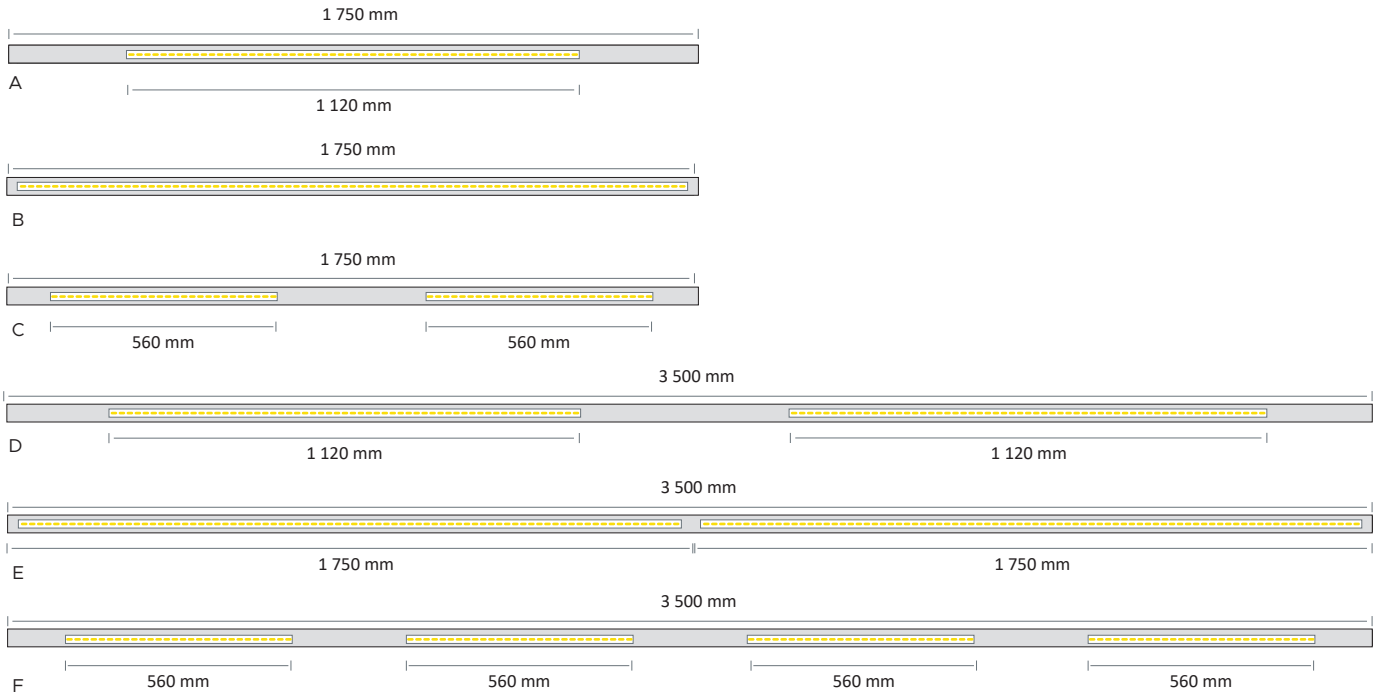 1 750 mm
A
1 120 mm
1 750 mm
B
1 750 mm
C
560 mm 560 mm
3 500 mm
D
1 120 mm 1 120 mm
3 500 mm
E
1 750 mm 1 750 mm
3 500 mm
F
560 mm 560 mm 560 mm 560 mm